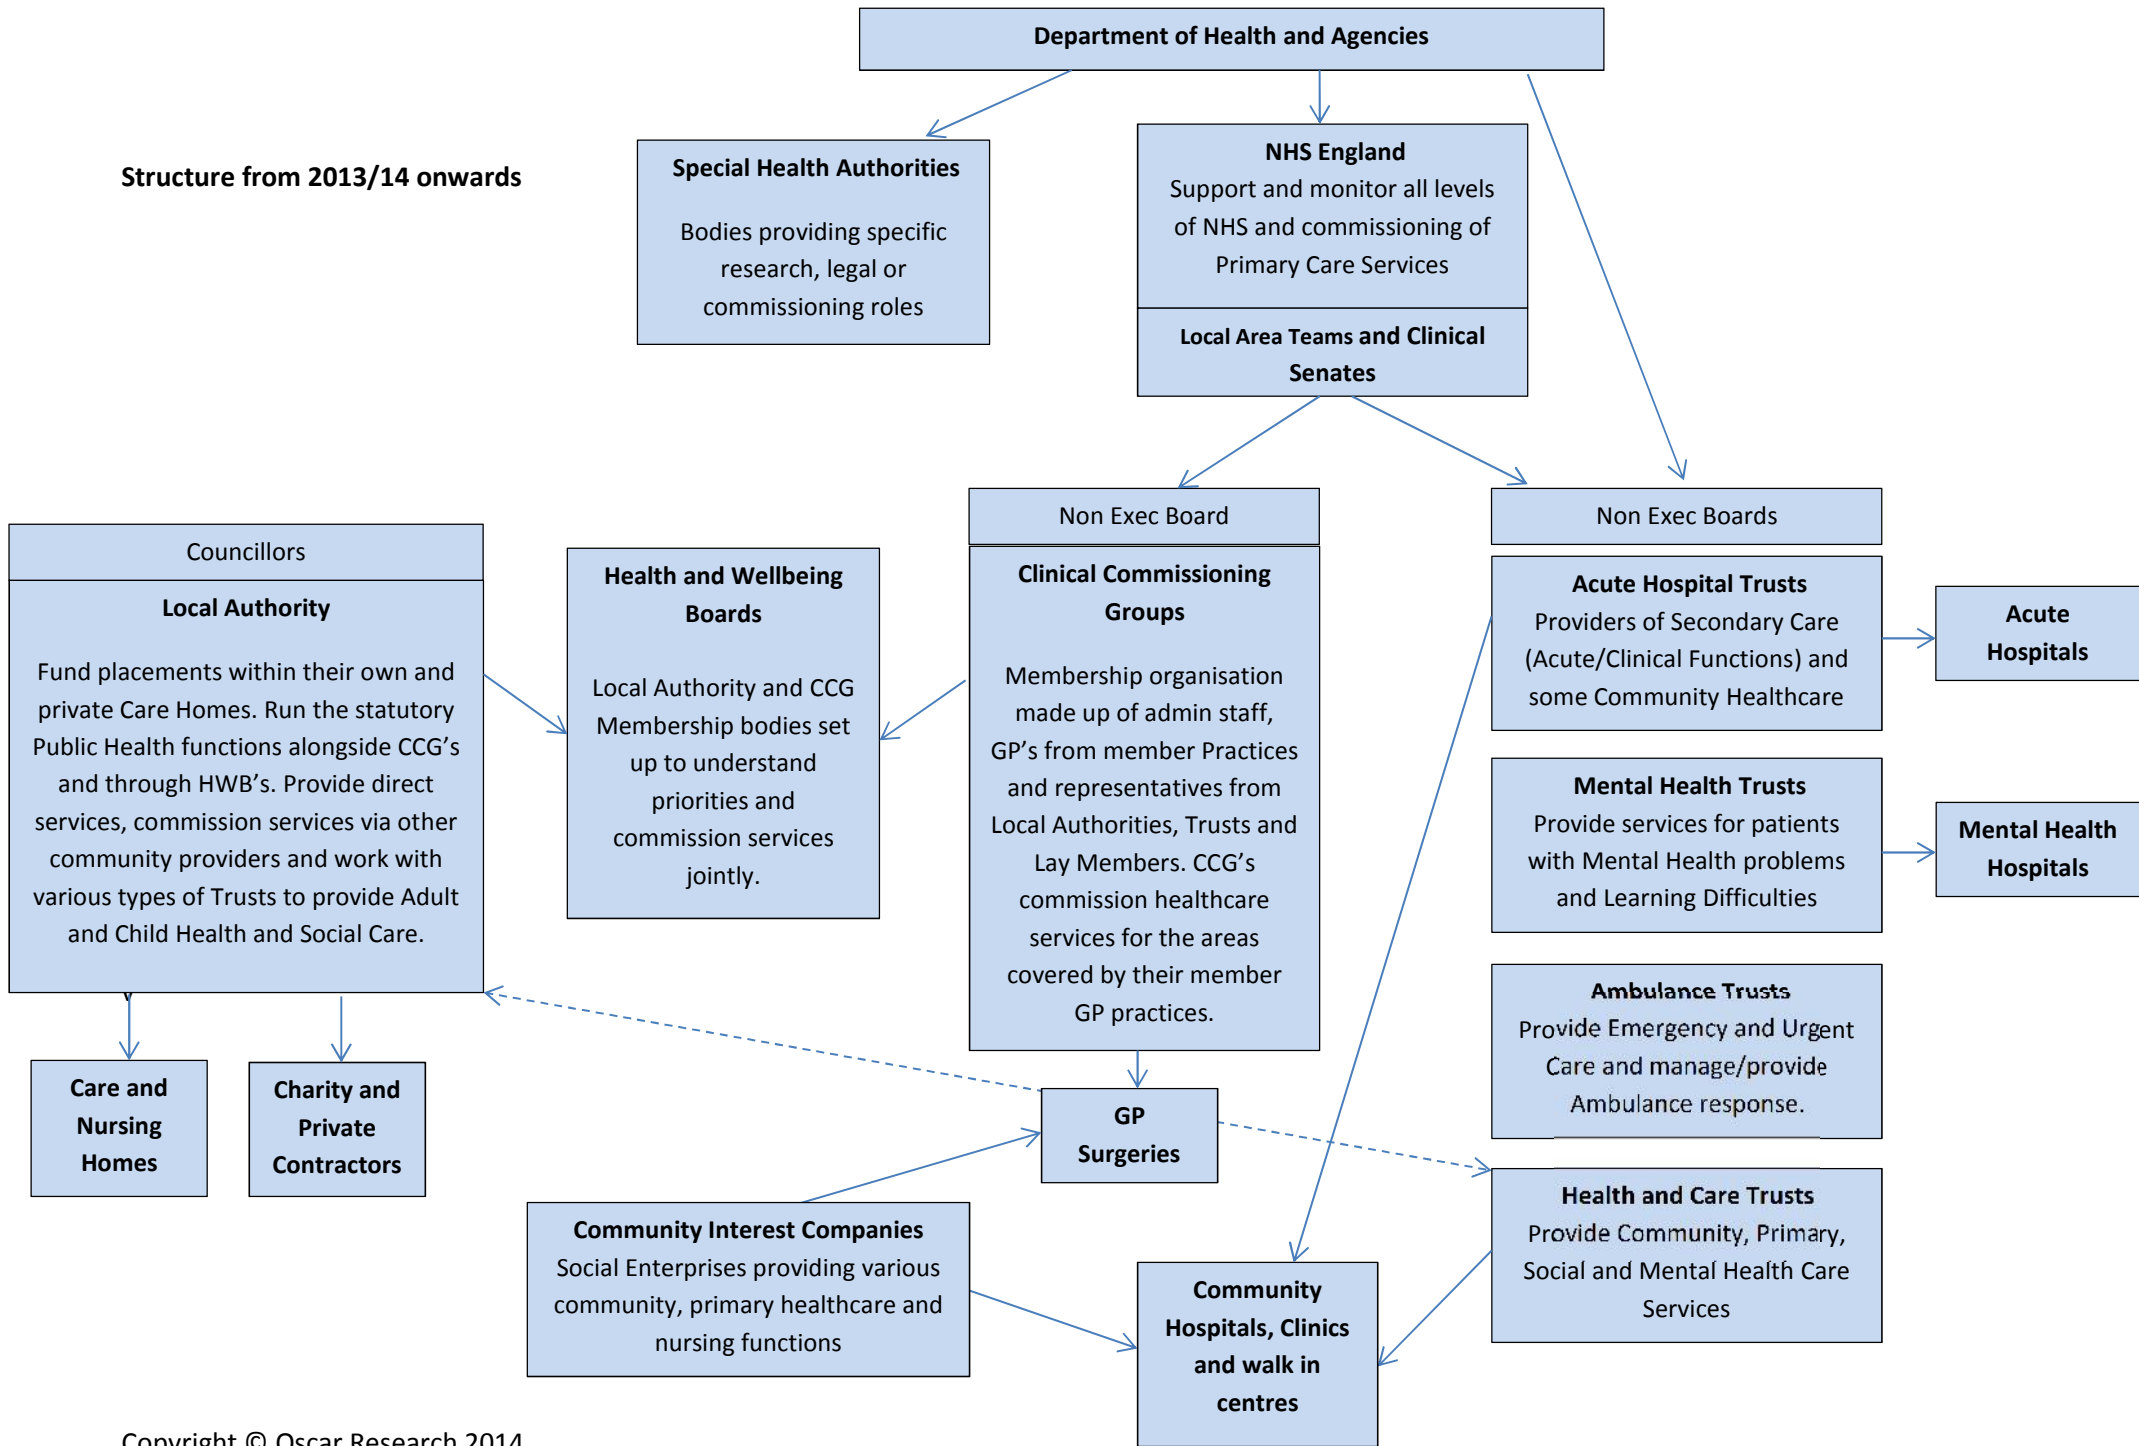 Department of Health and Agencies
Structure from 2013/14 onwards
Special Health Authorities
Bodies providing specific
research, legal or
commissioning roles
NHS England
Support and monitor all levels
of NHS and commissioning of
Primary Care Services
Local Area Teams and Clinical
Senates
Councillors
Local Authority
Fund placements within their own and
private Care Homes. Run the statutory
Public Health functions alongside CCG's
and through HWB’s. Provide direct
services, commission services via other
community providers and work with
various types of Trusts to provide Adult
and Child Health and Social Care.
Health and Wellbeing
Boards
Local Authority and CCG
Membership bodies set
up to understand
priorities and
commission services
jointly.
Non Exec Board
Clinical Commissioning
Groups
Membership organisation
made up of admin staff,
GP’s from member Practices
and representatives from
Local Authorities, Trusts and
Lay Members. CCG’s
commission healthcare
services for the areas
covered by their member
GP practices.
Non Exec Boards
Acute Hospital Trusts
Providers of Secondary Care
(Acute/Clinical Functions) and
some Community Healthcare
Acute
Hospitals
Mental Health Trusts
Provide services for patients
with Mental Health problems
and Learning Difficulties
Mental Health
Hospitals
Ambulance Trusts
Provide Emergency and Urgent
Care and manage/provide
Ambulance response.
Care and
Nursing
Homes
Charity and
Private
Contractors
GP
Surgeries
Health and Care Trusts
Provide Community, Primary,
Social and Mental Health Care
Services
Community Interest Companies
Social Enterprises providing various
community, primary healthcare and
nursing functions
Community
Hospitals, Clinics
and walk in
centres
Copyright © Oscar Research 2014